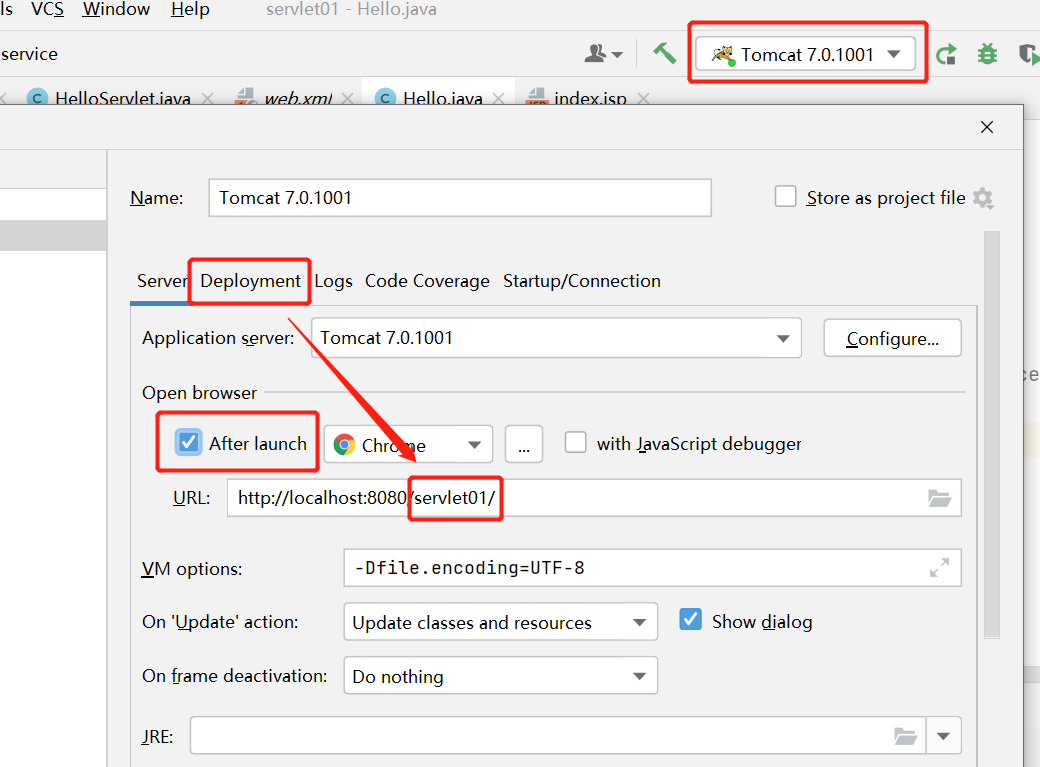 ls VCS Window Help servlet01 - Hello.java
service Tomcat 7.0.1001
HelloServlet.java web.xml Hello.java index.jsp
Name: Tomcat 7.0.1001 Store as project file
Server Deployment Logs Code Coverage Startup/Connection
Application server: Tomcat 7.0.1001 Configure...
Open browser
After launch Chrome ... with JavaScript debugger
URL: http://localhost:8080/servlet01/
VM options: -Dfile.encoding=UTF-8
On 'Update' action: Update classes and resources Show dialog
On frame deactivation: Do nothing
JRE: